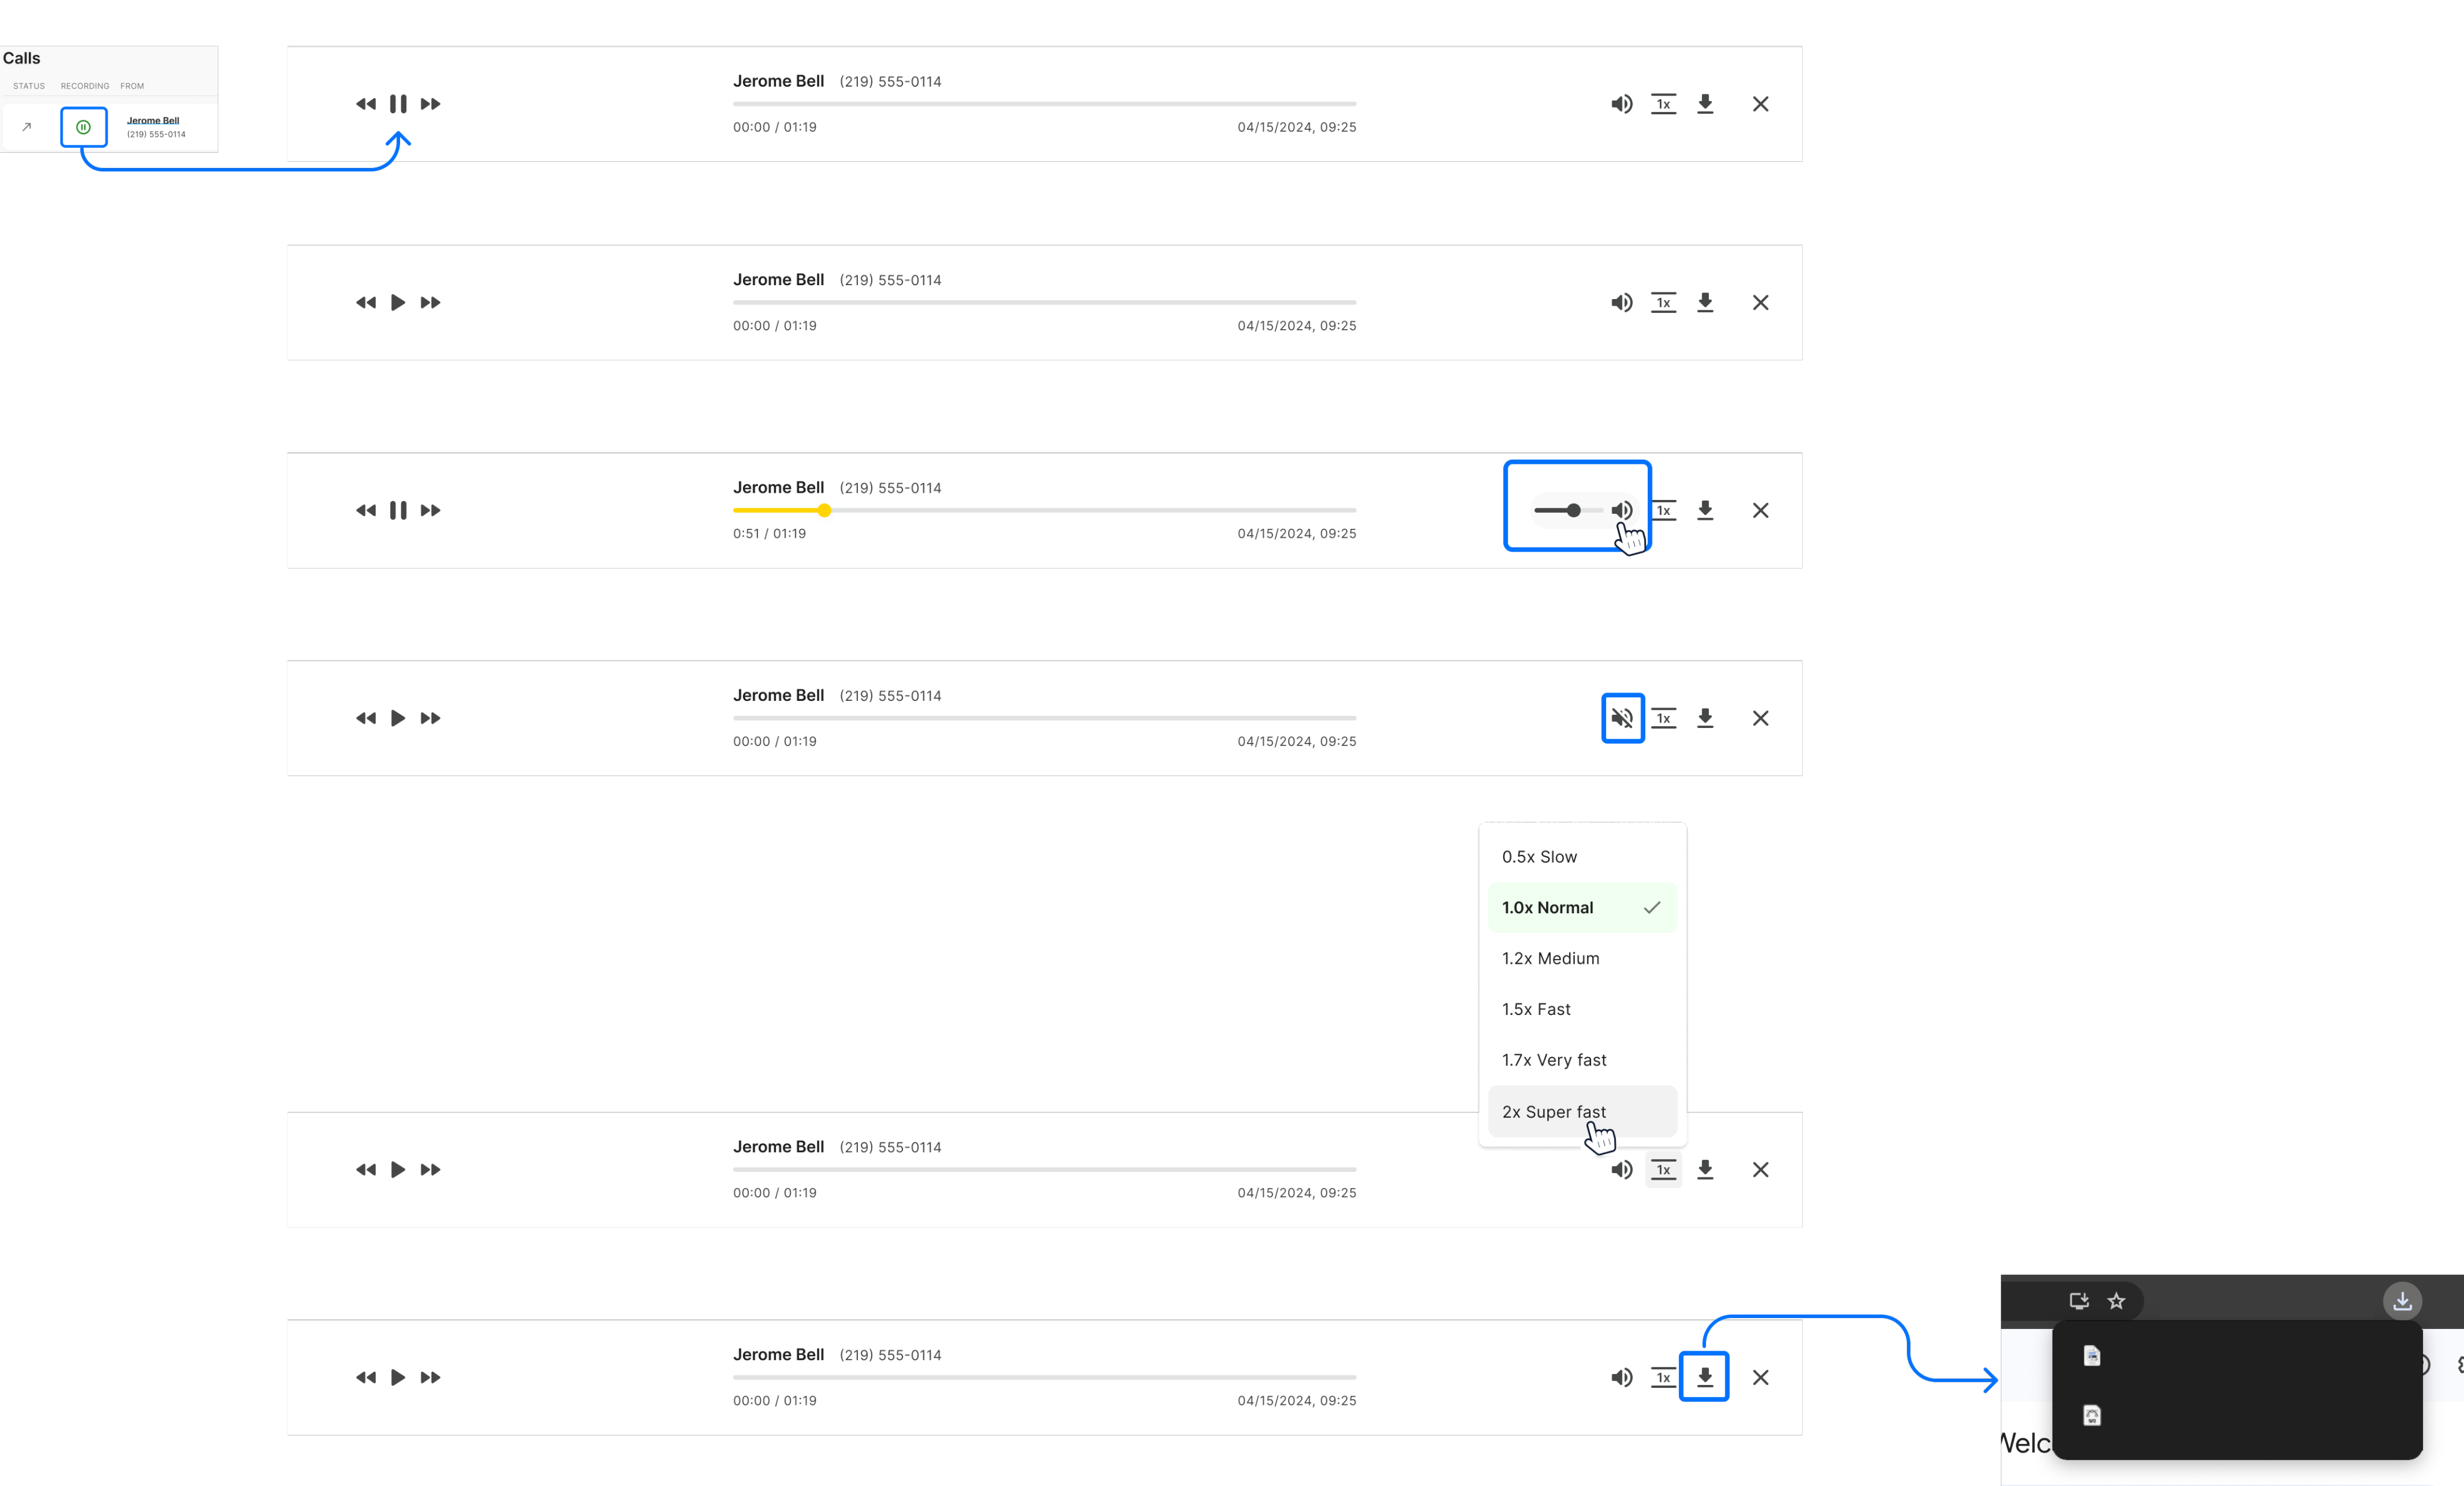 Calls
STATUS RECORDING FROM
Jerome Bell
(219) 555-0114
Jerome Bell (219) 555-0114
00:00 / 01:19 04/15/2024, 09:25
1x
Jerome Bell (219) 555-0114
00:00 / 01:19 04/15/2024, 09:25
1x
Jerome Bell (219) 555-0114
0:51 / 01:19 04/15/2024, 09:25
1x
Jerome Bell (219) 555-0114
00:00 / 01:19 04/15/2024, 09:25
1x
0.5x Slow
1.0x Normal
1.2x Medium
1.5x Fast
1.7x Very fast
2x Super fast
Jerome Bell (219) 555-0114
00:00 / 01:19 04/15/2024, 09:25
1x
Jerome Bell (219) 555-0114
00:00 / 01:19 04/15/2024, 09:25
1x
Welc